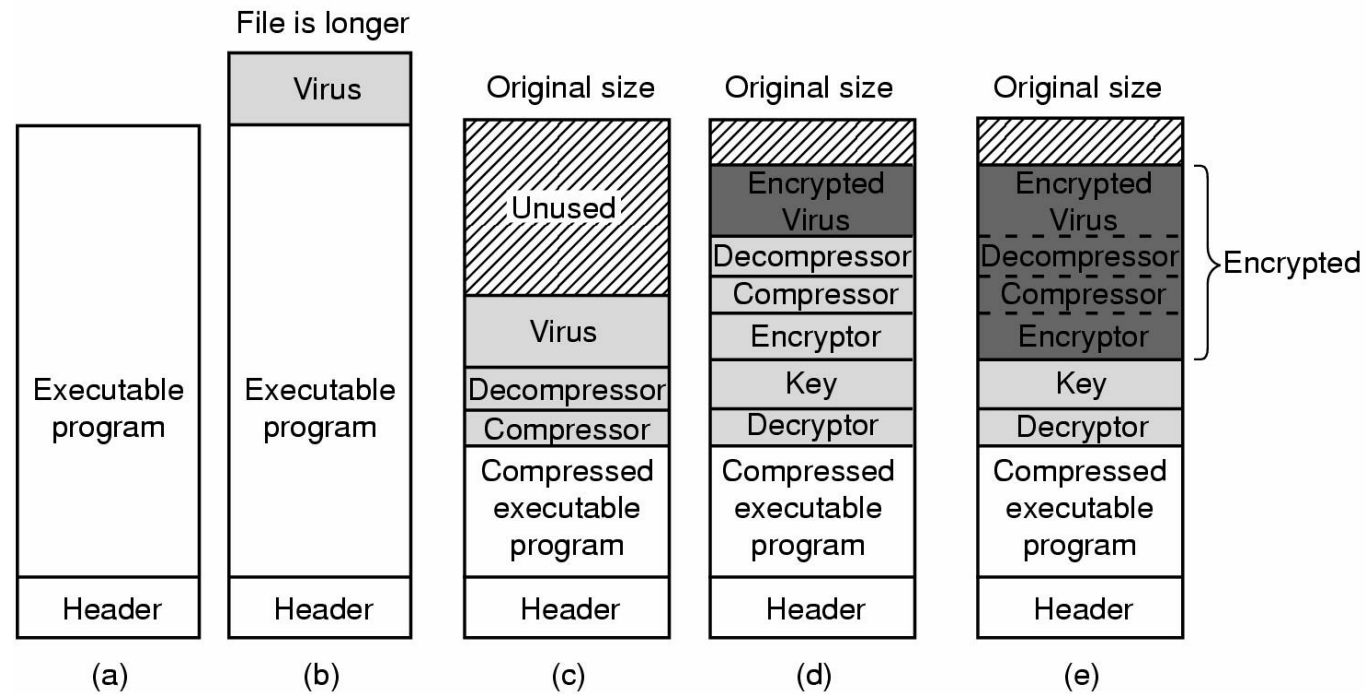 File is longer
Virus
Executable
program
Header
(a)
Executable
program
Header
(b)
Original size
Unused
Virus
Decompressor
Compressor
Compressed
executable
program
Header
(c)
Original size
Encrypted
Virus
Decompressor
Compressor
Encryptor
Key
Decryptor
Compressed
executable
program
Header
(d)
Original size
Encrypted
Virus
Decompressor
Compressor
Encryptor
Key
Decryptor
Compressed
executable
program
Header
(e)
Encrypted